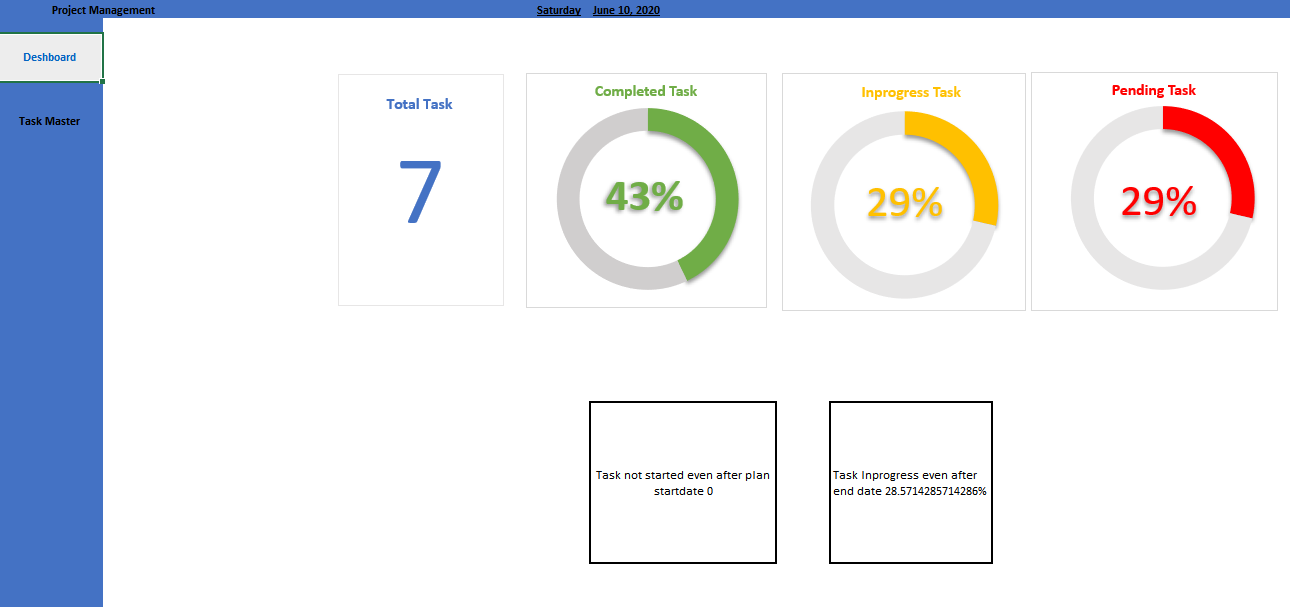 Project Management
Saturday June 10, 2020
Deshboard
Task Master
Total Task
7
Completed Task
43%
Inprogress Task
29%
Pending Task
29%
Task not started even after plan
startdate 0
Task Inprogress even after
end date 28.5714285714286%